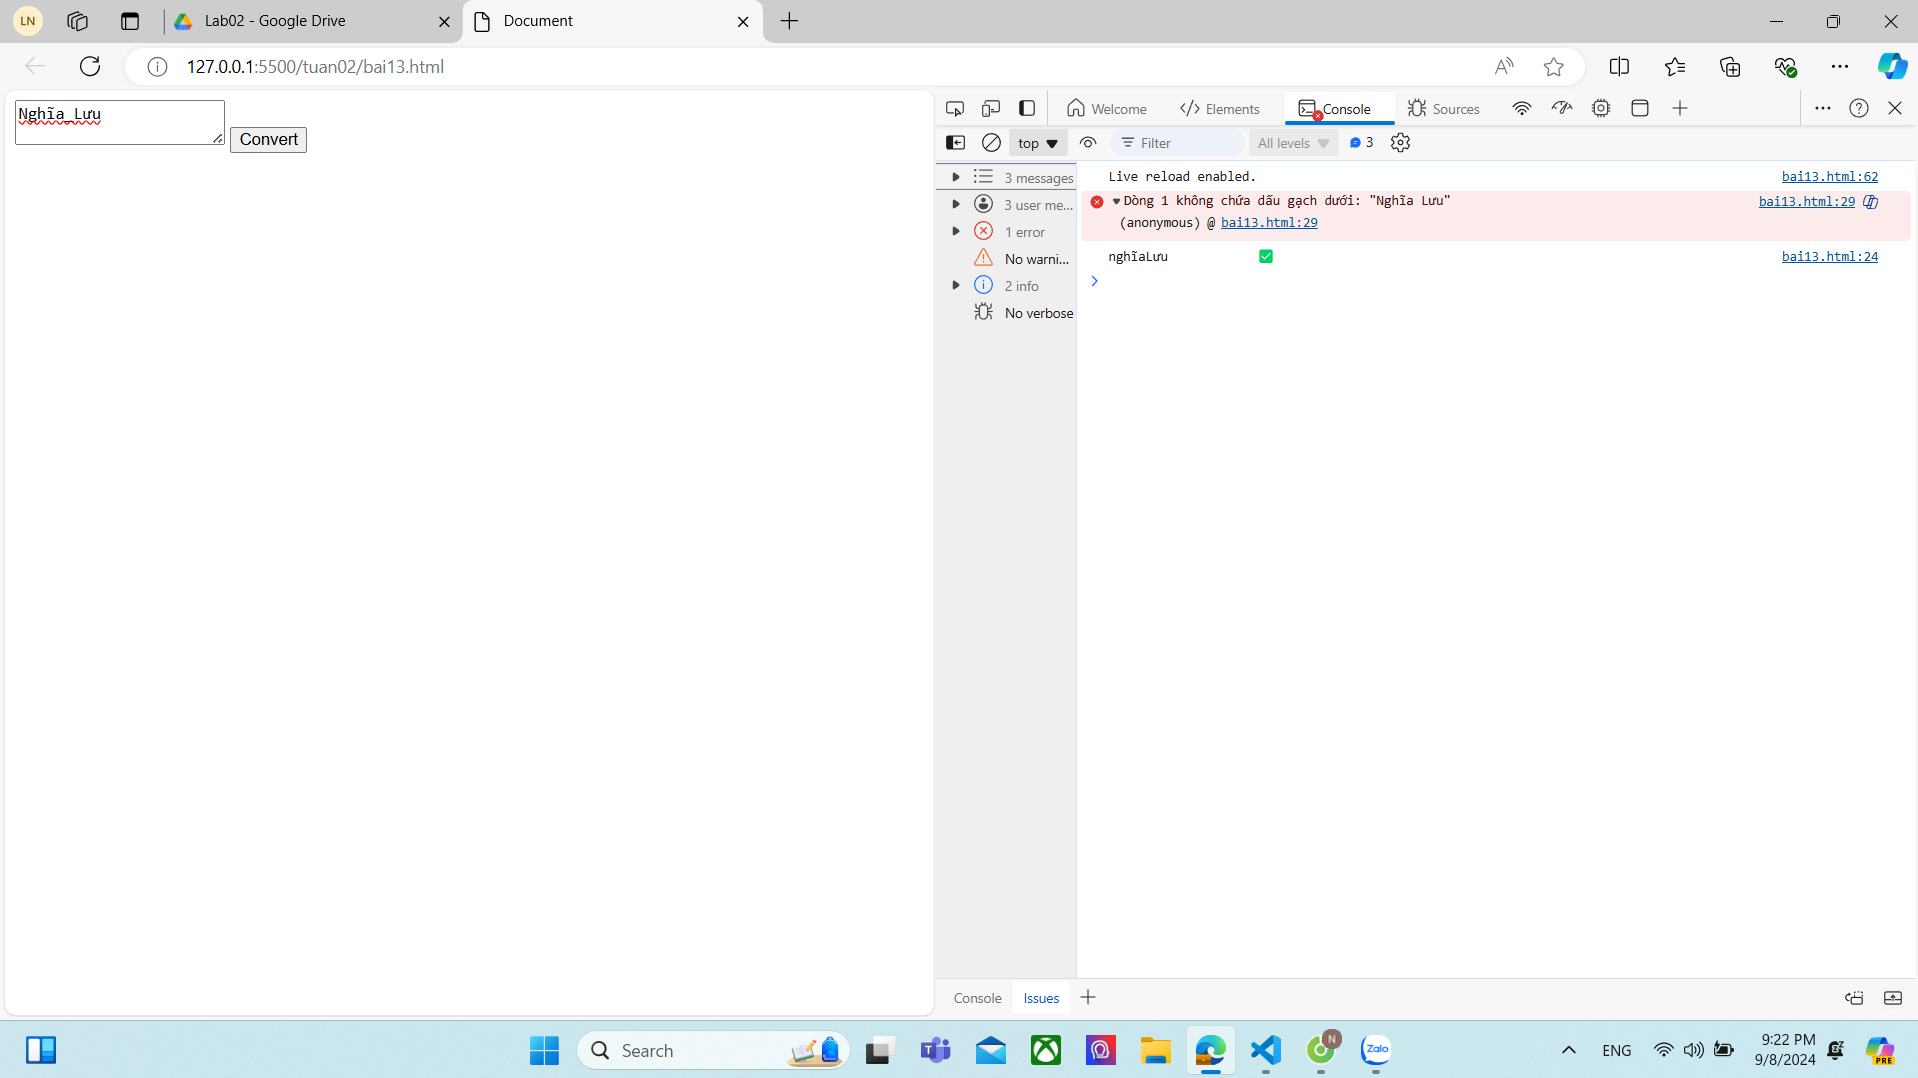 LN
Lab02 - Google Drive
Document
127.0.0.1:5500/tuan02/bai13.html
Nghĩa_Lưu
Convert
Welcome
Elements
Console
Sources
top
Filter
All levels
3
3 messages
3 user me...
1 error
No warni...
2 info
No verbose
Live reload enabled.
bai13.html:62
Dòng 1 không chứa dấu gạch dưới: "Nghĩa Lưu"
bai13.html:29
(anonymous) @ bai13.html:29
nghĩaLưu ✅
bai13.html:24
Console
Issues
Search
N
Zalo
ENG
9:22 PM
9/8/2024
PRE